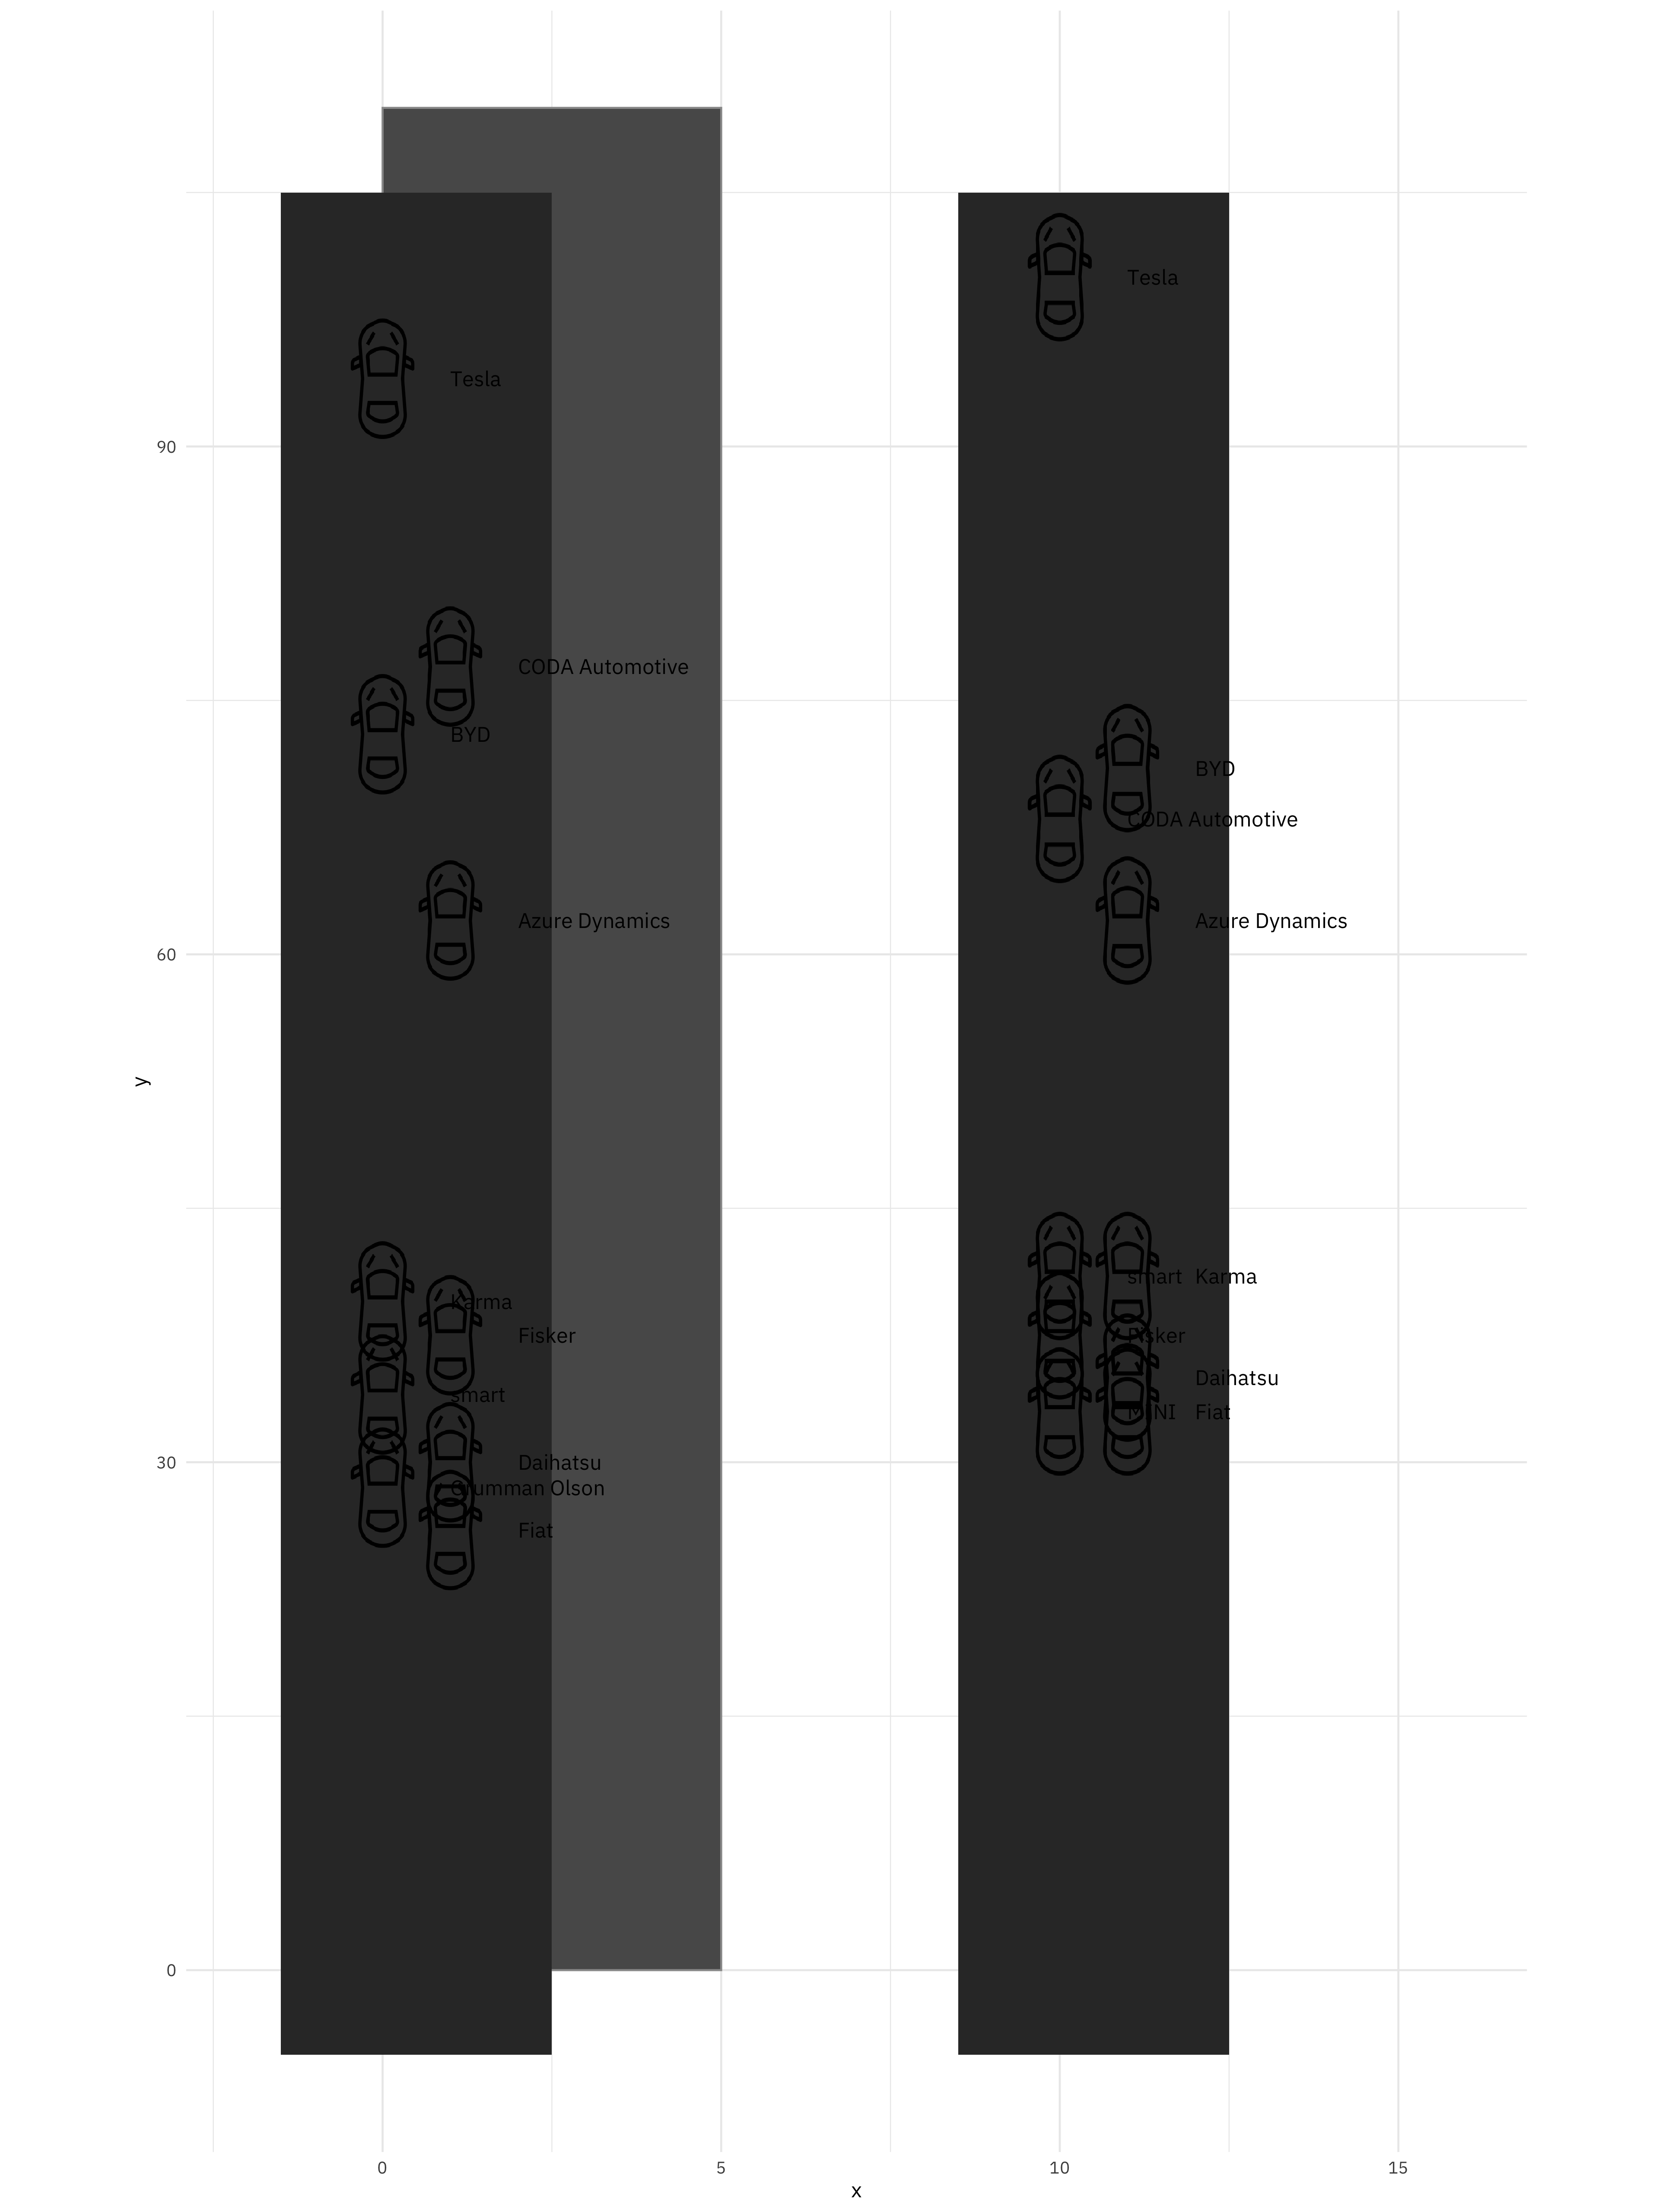 Tesla
Tesla
90
CODA Automotive
BYD
BYD
CODA Automotive
Azure Dynamics
Azure Dynamics
60
y
smart Karma
Karma
Fisker
Fisker
Daihatsu
smart
MINI Fiat
30
Daihatsu
Grumman Olson
Fiat
0
0 5 10 15
x